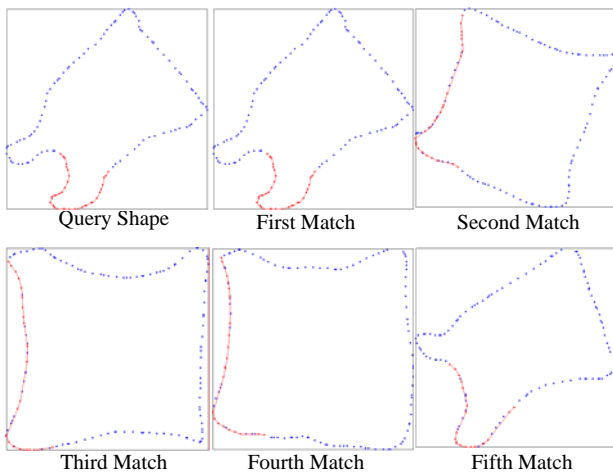 Query Shape
First Match
Second Match
Third Match
Fourth Match
Fifth Match